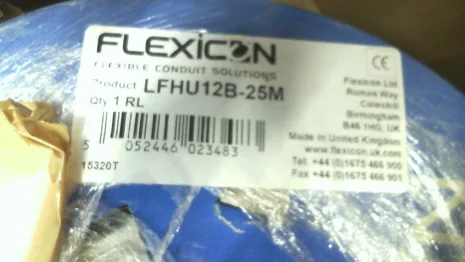 FLEXICON
FLEXIBLE CONDUIT SOLUTIONS
Product LFHU12B-25M
Qty 1 RL
5 052446 023483
15320T
CE
Flexicon Ltd
Roman Way
Coleshill
Birmingham
B46 1HG, UK
Made in United Kingdom
www.flexicon.uk.com
Tel: +44 (0)1675 466 900
Fax +44 (0)1675 466 901